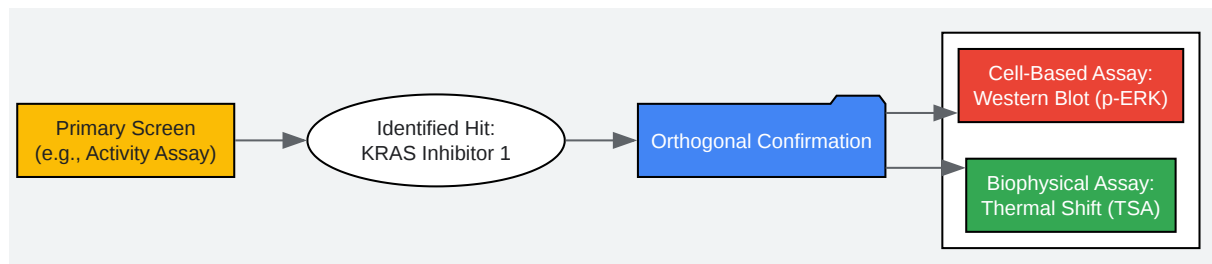 Primary Screen
(e.g., Activity Assay)
Identified Hit:
KRAS Inhibitor 1
Orthogonal Confirmation
Cell-Based Assay:
Western Blot (p-ERK)
Biophysical Assay:
Thermal Shift (TSA)